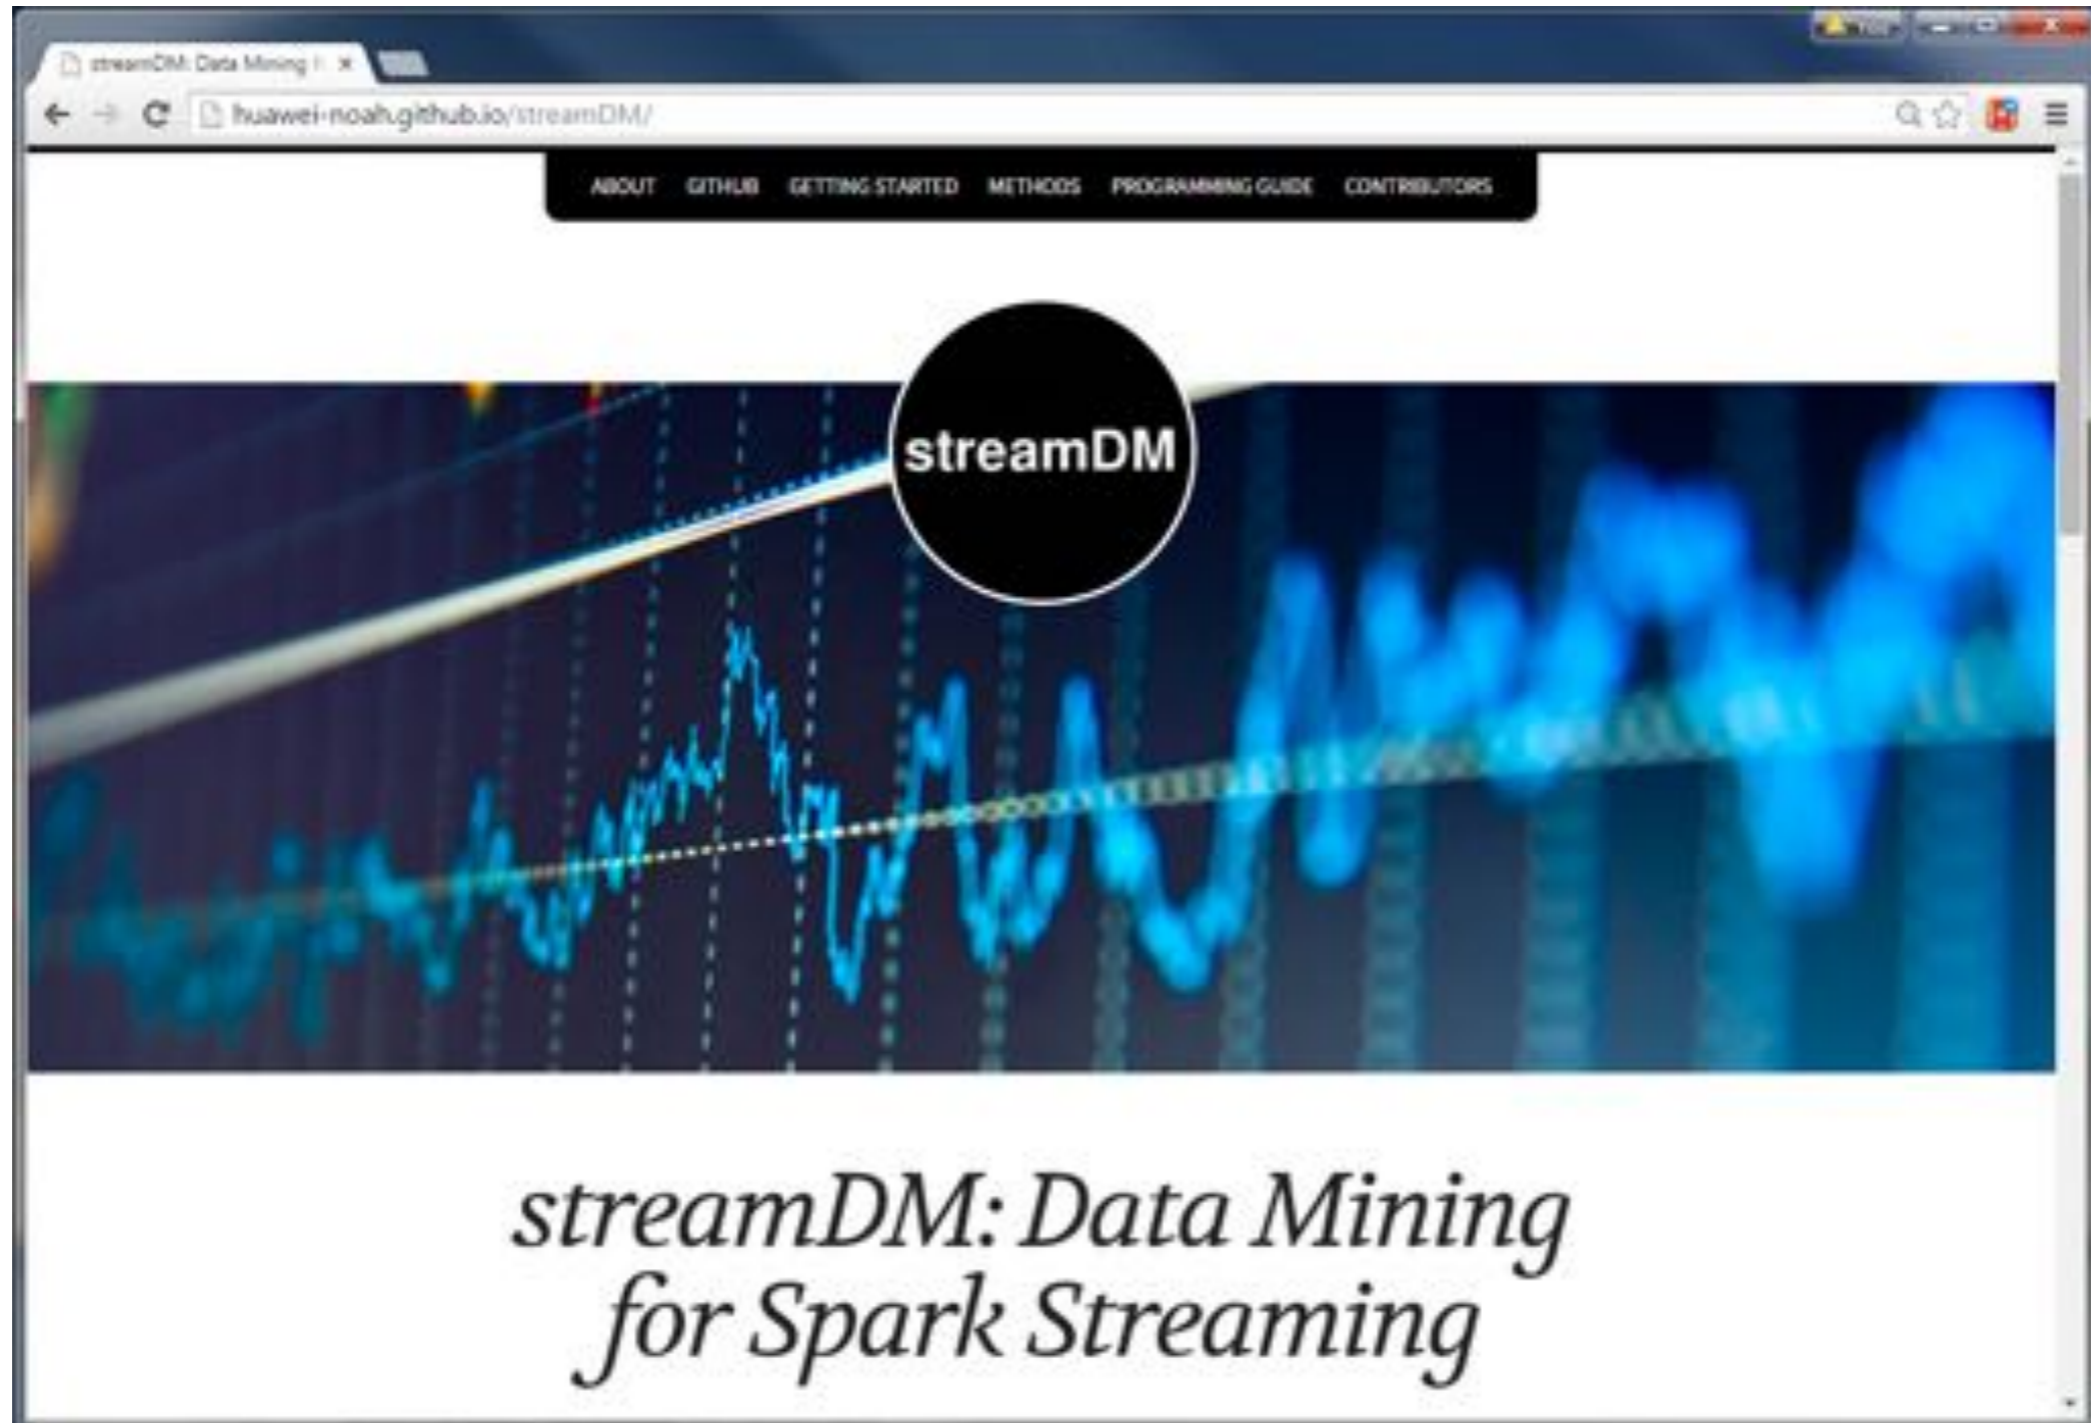 streamDM: Data Mining
huawei-noah.github.io/streamDM/
ABOUT GITHUB GETTING STARTED METHODS PROGRAMMING GUIDE CONTRIBUTORS
streamDM
streamDM: Data Mining
for Spark Streaming